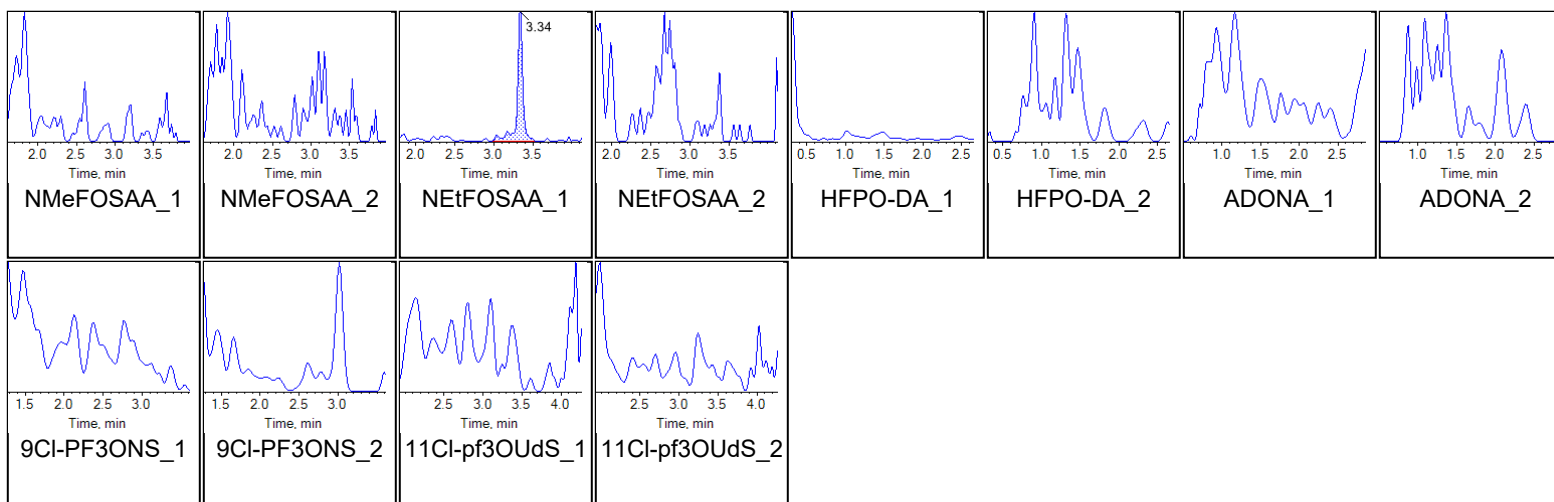 3.34
2.0 2.5 3.0 3.5
Time, min
NMeFOSAA_1
2.0 2.5 3.0 3.5
Time, min
NMeFOSAA_2
2.0 2.5 3.0 3.5
Time, min
NEtFOSAA_1
2.0 2.5 3.0 3.5
Time, min
NEtFOSAA_2
0.5 1.0 1.5 2.0 2.5
Time, min
HFPO-DA_1
0.5 1.0 1.5 2.0 2.5
Time, min
HFPO-DA_2
1.0 1.5 2.0 2.5
Time, min
ADONA_1
1.0 1.5 2.0 2.5
Time, min
ADONA_2
1.5 2.0 2.5 3.0
Time, min
9Cl-PF3ONS_1
1.5 2.0 2.5 3.0
Time, min
9Cl-PF3ONS_2
2.5 3.0 3.5 4.0
Time, min
11Cl-pf3OUdS_1
2.5 3.0 3.5 4.0
Time, min
11Cl-pf3OUdS_2